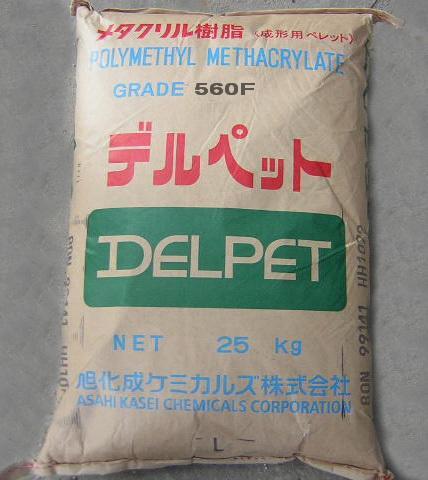 メタクリル樹脂 (成形用ペレット)
POLYMETHYL METHACRYLATE
GRADE 560F
デルペット
DELPET
NET 25 kg
旭化成ケミカルズ株式会社
ASAHI KASEI CHEMICALS CORPORATION
L